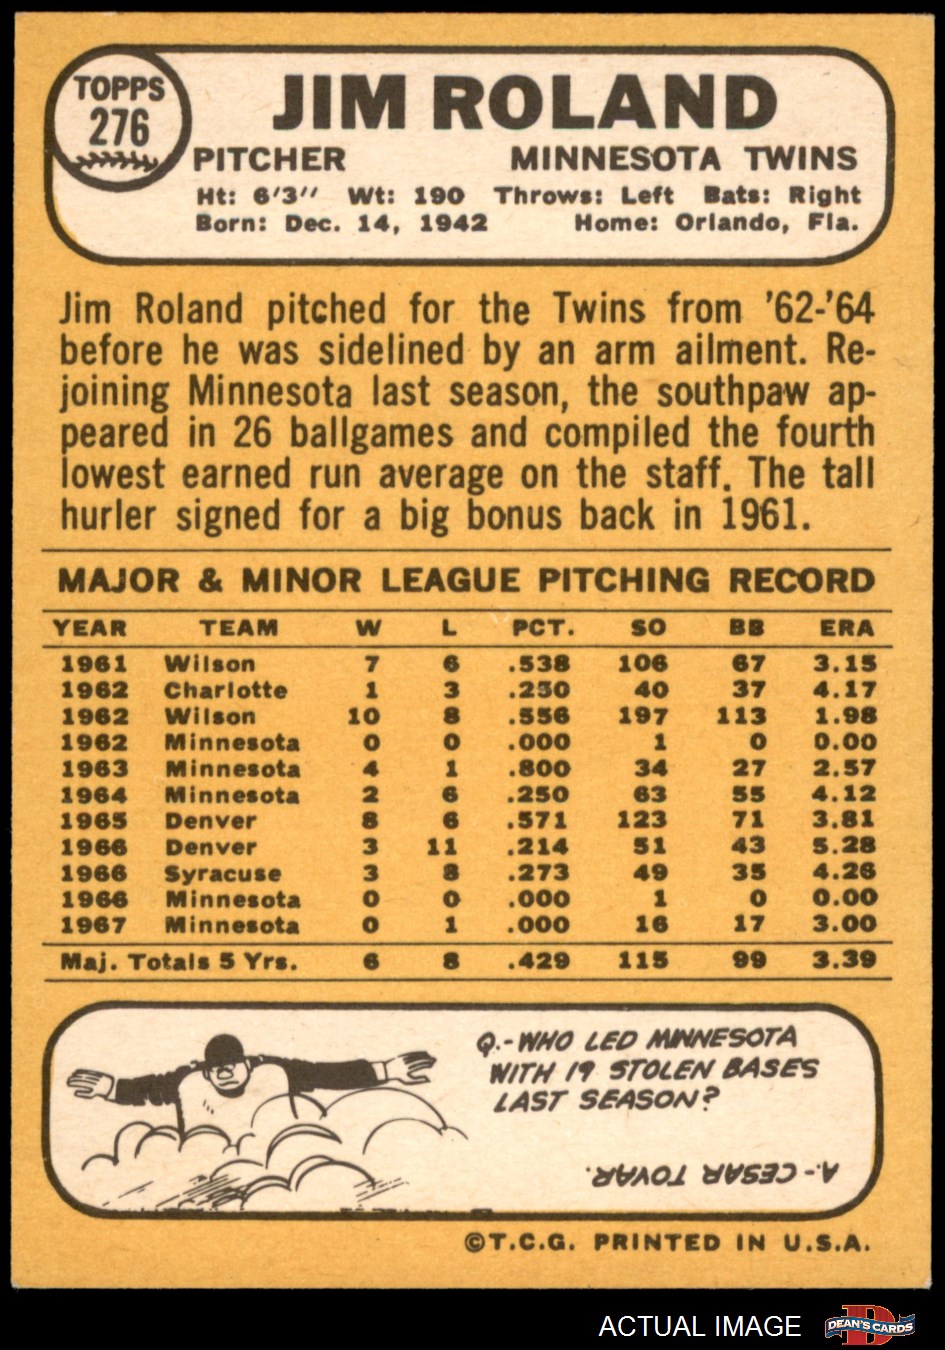 TOPPS
276
JIM ROLAND
PITCHER MINNESOTA TWINS
Ht: 6'3'' Wt: 190 Throws: Left Bats: Right
Born: Dec. 14, 1942 Home: Orlando, Fla.
Jim Roland pitched for the Twins from '62-'64
before he was sidelined by an arm ailment. Re-
joining Minnesota last season, the southpaw ap-
peared in 26 ballgames and compiled the fourth
lowest earned run average on the staff. The tall
hurler signed for a big bonus back in 1961.
MAJOR & MINOR LEAGUE PITCHING RECORD
YEAR TEAM W L PCT. SO BB ERA
1961 Wilson 7 6 .538 106 67 3.15
1962 Charlotte 1 3 .250 40 37 4.17
1962 Wilson 10 8 .556 197 113 1.98
1962 Minnesota 0 0 .000 1 0 0.00
1963 Minnesota 4 1 .800 34 27 2.57
1964 Minnesota 2 6 .250 63 55 4.12
1965 Denver 8 6 .571 123 71 3.81
1966 Denver 3 11 .214 51 43 5.28
1966 Syracuse 3 8 .273 49 35 4.26
1966 Minnesota 0 0 .000 1 0 0.00
1967 Minnesota 0 1 .000 16 17 3.00
Maj. Totals 5 Yrs. 6 8 .429 115 99 3.39
Q.-WHO LED MINNESOTA
WITH 19 STOLEN BASES
LAST SEASON?
A.-CESAR TOVAR.
©T.C.G. PRINTED IN U.S.A.
ACTUAL IMAGE
D
DEAN'S CARDS